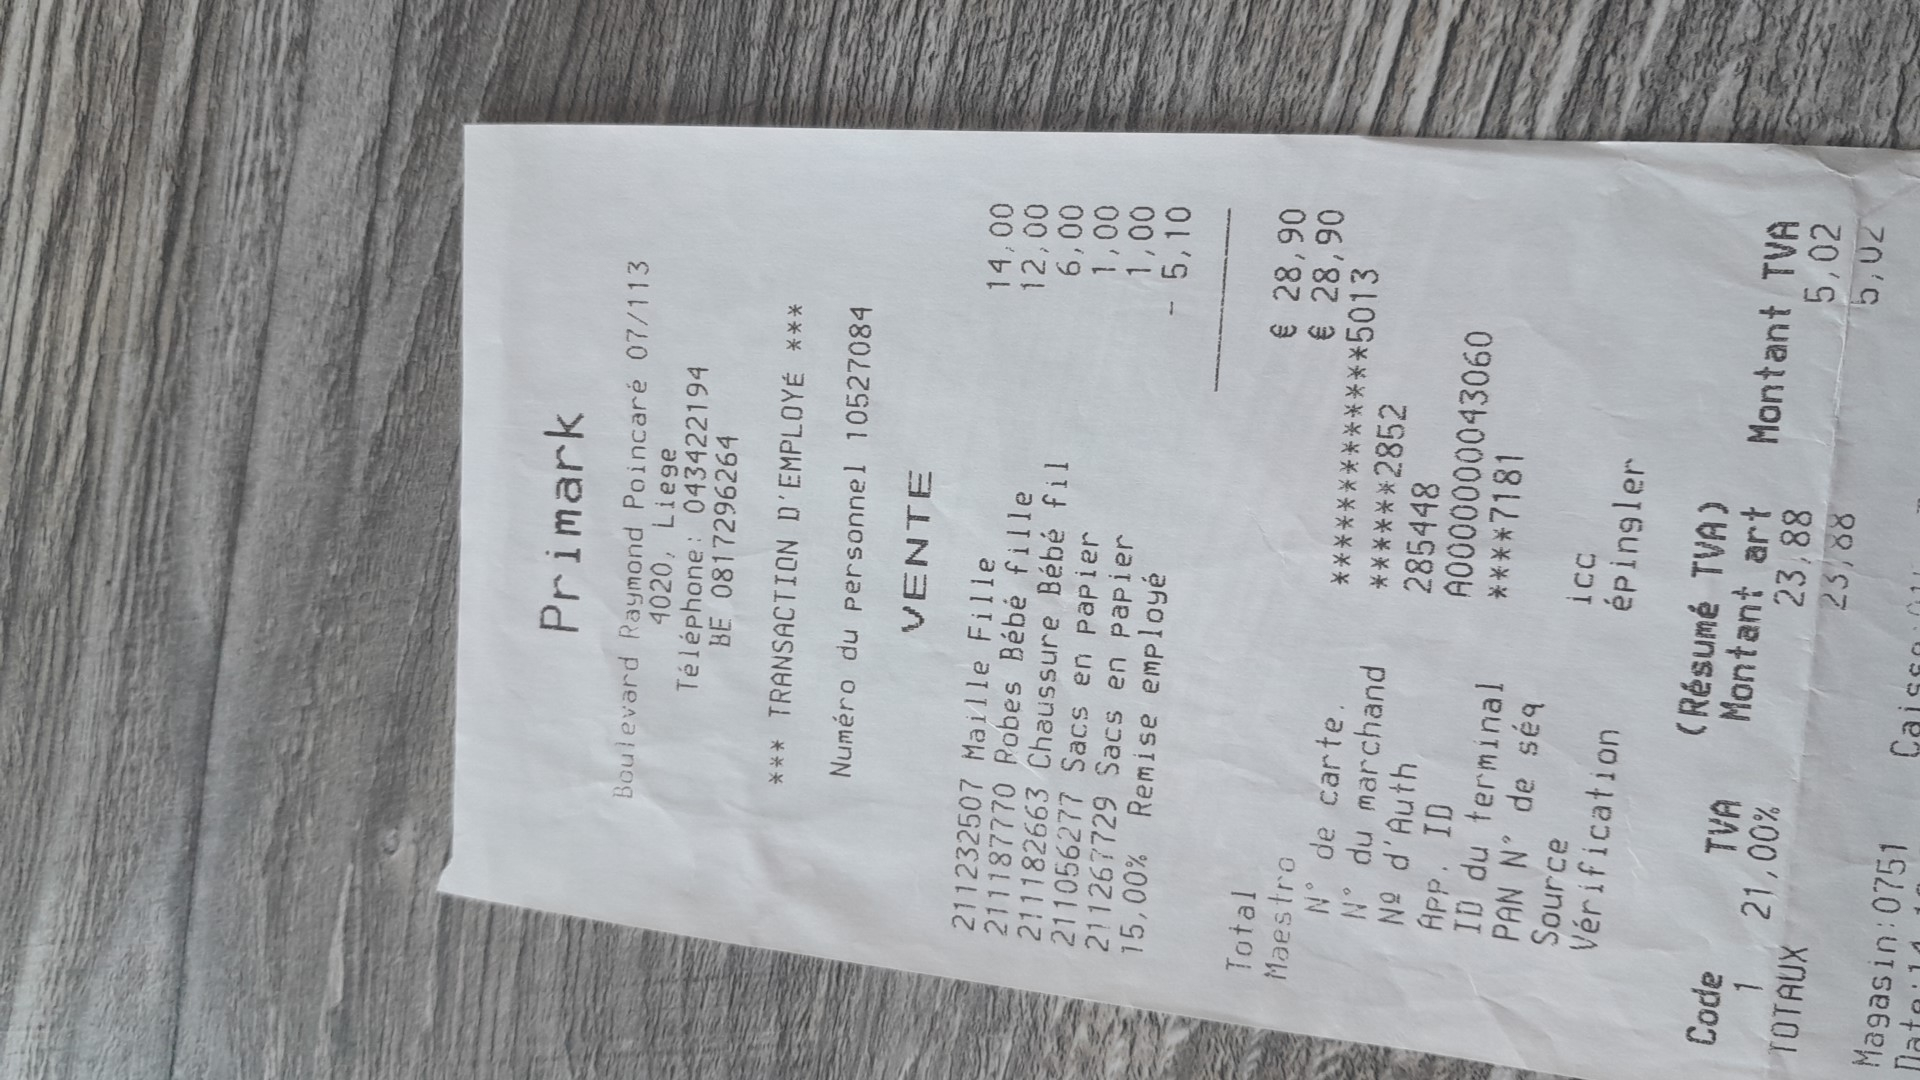 Primark
Boulevard Raymond Poincaré 07/113
4020, Liege
Téléphone: 043422194
BE 0817296264
*** TRANSACTION D'EMPLOYÉ ***
Numéro du Personnel 10527084
VENTE
211232507 Maille Fille 14,00
211187770 Robes Bébé fille 12,00
211182663 Chaussure Bébé fil 6,00
211056277 Sacs en papier 1,00
211267729 Sacs en papier 1,00
15,00% Remise employé - 5,10
Total € 28,90
Maestro € 28,90
N° de carte. ***************5013
N° du marchand ******2852
Nº d'Auth 285448
App. ID A0000000043060
ID du terminal ****7181
PAN N° de séq
Source icc
Vérification épingler
(Résumé TVA)
Code TVA Montant art Montant TVA
1 21,00% 23,88 5,02
TOTAUX 23,88 5,02
Magasin:0751